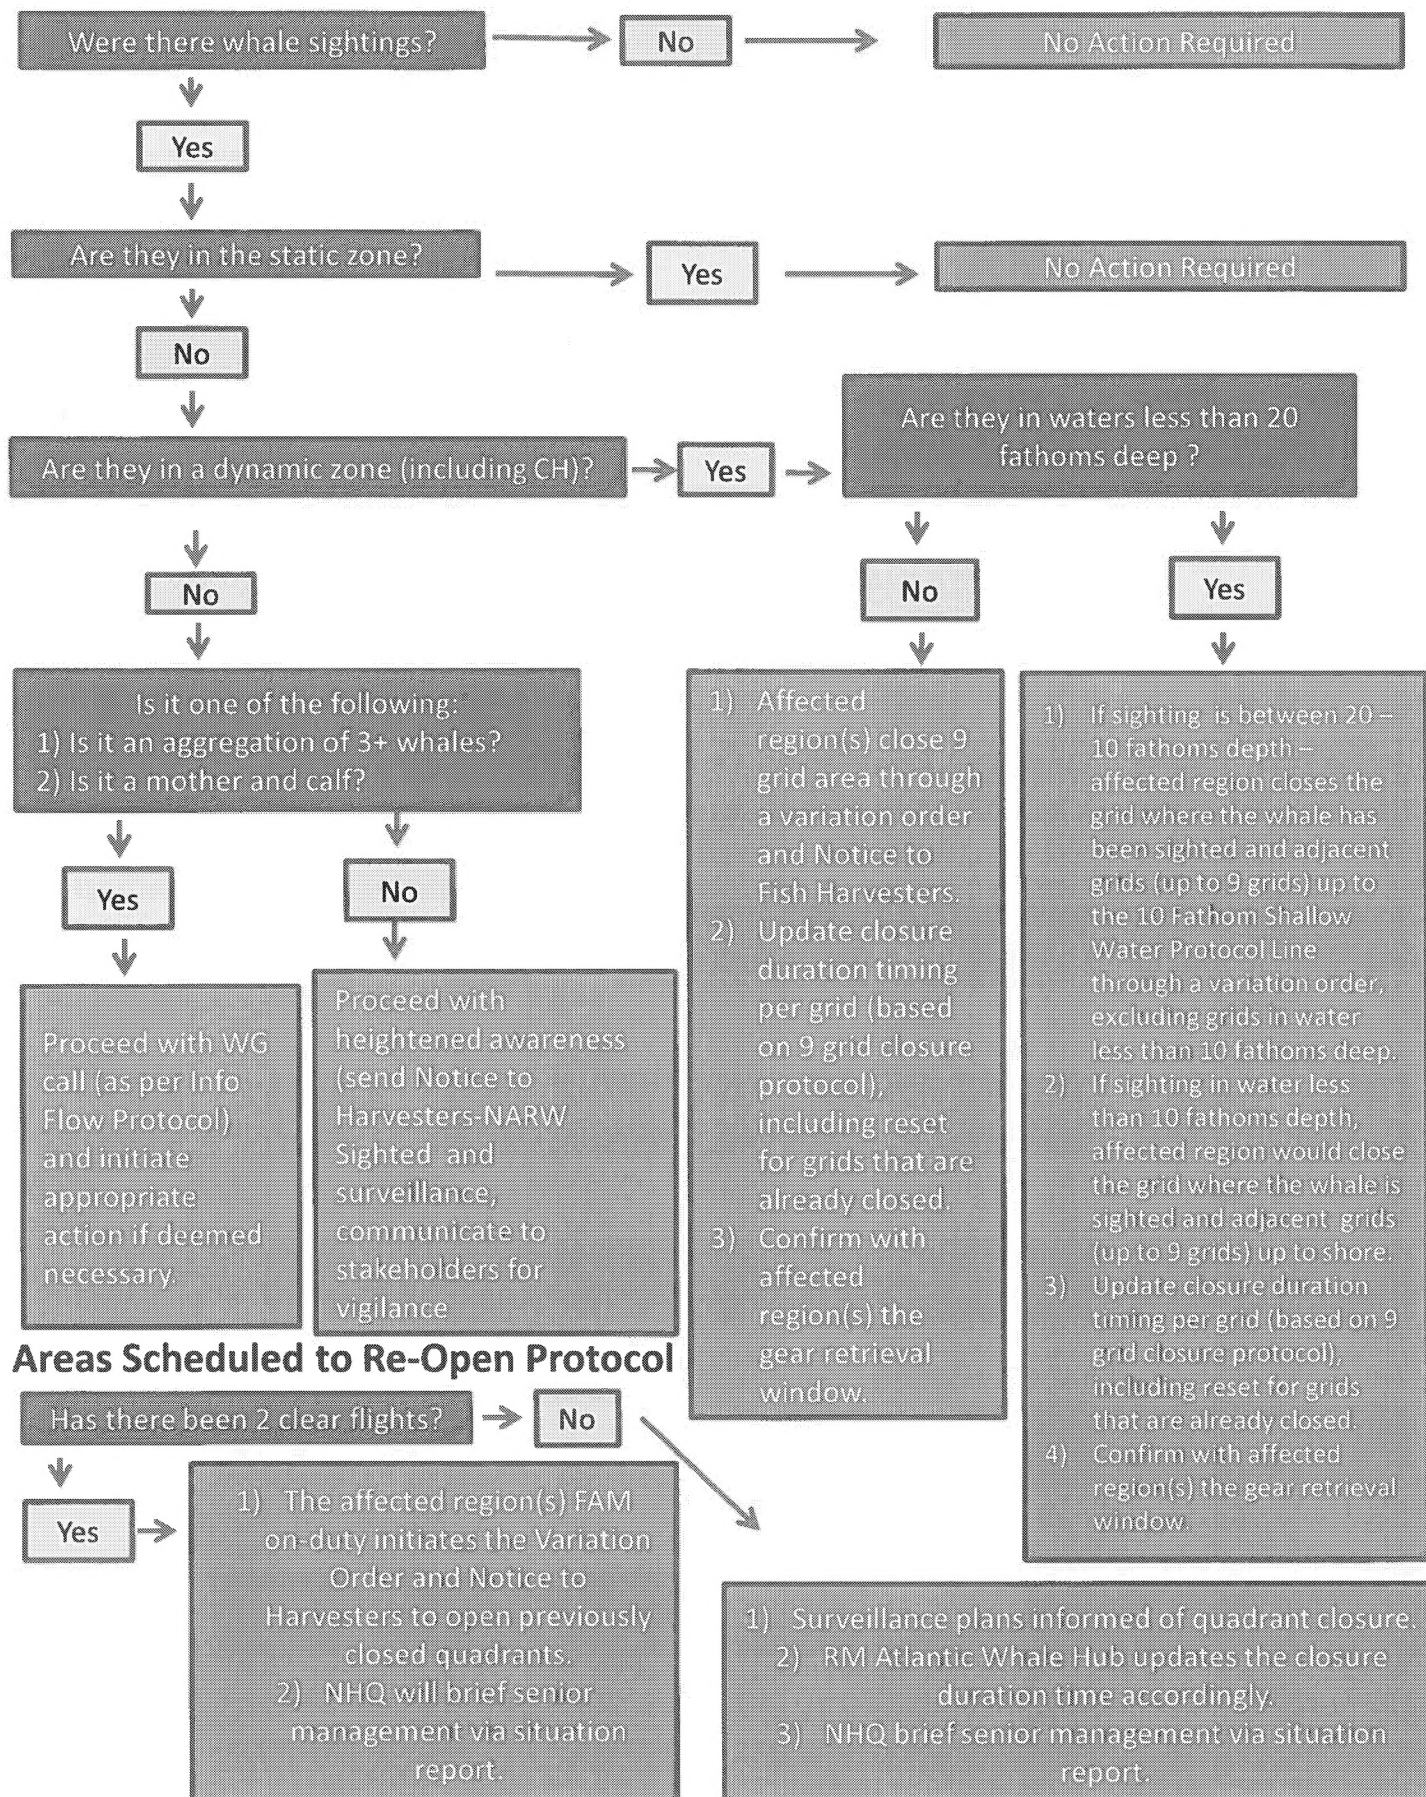 Were there whale sightings?
No
No Action Required
Yes
Are they in the static zone?
Yes
No Action Required
No
Are they in a dynamic zone (including CH)?
Yes
Are they in waters less than 20
fathoms deep ?
No
No
Yes
Is it one of the following:
1) Is it an aggregation of 3+ whales?
2) Is it a mother and calf?
Yes
No
Proceed with WG
call (as per Info
Flow Protocol)
and initiate
appropriate
action if deemed
necessary.
Proceed with
heightened awareness
(send Notice to
Harvesters-NARW
Sighted and
surveillance,
communicate to
stakeholders for
vigilance
1) Affected
region(s) close 9
grid area through
a variation order
and Notice to
Fish Harvesters.
2) Update closure
duration timing
per grid (based
on 9 grid closure
protocol),
including reset
for grids that are
already closed.
3) Confirm with
affected
region(s) the
gear retrieval
window.
1) If sighting is between 20 –
10 fathoms depth –
affected region closes the
grid where the whale has
been sighted and adjacent
grids (up to 9 grids) up to
the 10 Fathom Shallow
Water Protocol Line
through a variation order,
excluding grids in water
less than 10 fathoms deep.
2) If sighting in water less
than 10 fathoms depth,
affected region would close
the grid where the whale is
sighted and adjacent grids
(up to 9 grids) up to shore.
3) Update closure duration
timing per grid (based on 9
grid closure protocol),
including reset for grids
that are already closed.
4) Confirm with affected
region(s) the gear retrieval
window.
Areas Scheduled to Re-Open Protocol
Has there been 2 clear flights?
No
Yes
1) The affected region(s) FAM
on-duty initiates the Variation
Order and Notice to
Harvesters to open previously
closed quadrants.
2) NHQ will brief senior
management via situation
report.
1) Surveillance plans informed of quadrant closure.
2) RM Atlantic Whale Hub updates the closure
duration time accordingly.
3) NHQ brief senior management via situation
report.